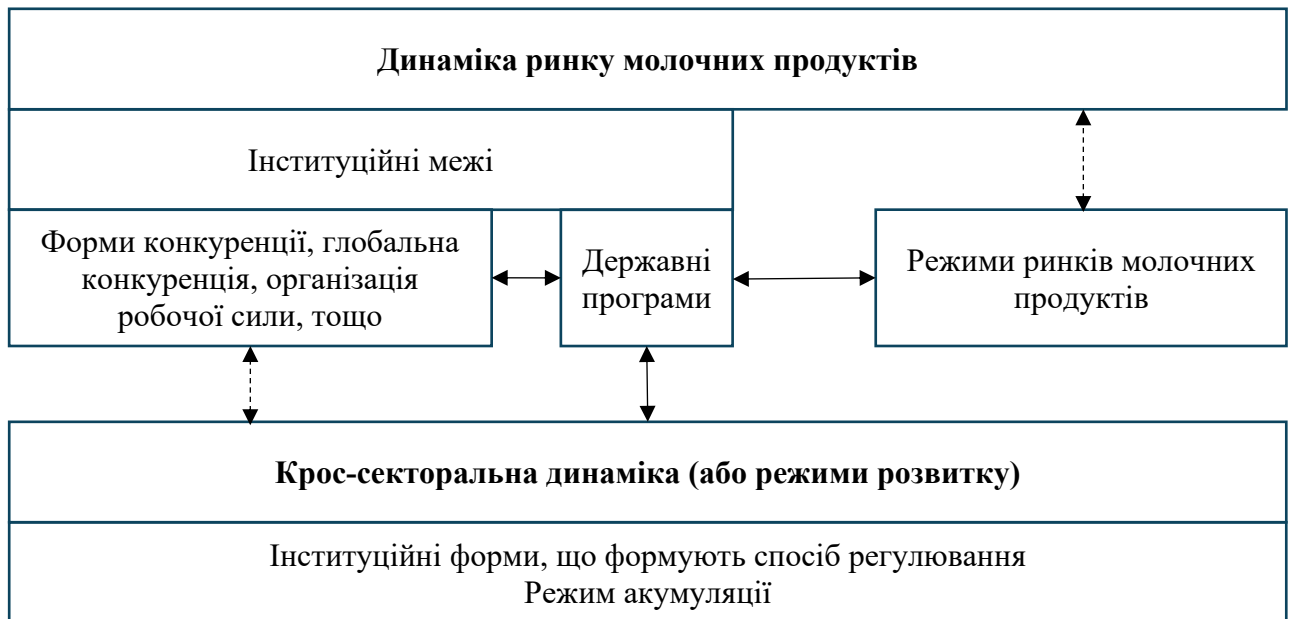 Динаміка ринку молочних продуктів
Інституційні межі
Форми конкуренції, глобальна
конкуренція, організація
робочої сили, тощо
Державні
програми
Режими ринків молочних
продуктів
Крос-секторальна динаміка (або режими розвитку)
Інституційні форми, що формують спосіб регулювання
Режим акумуляції